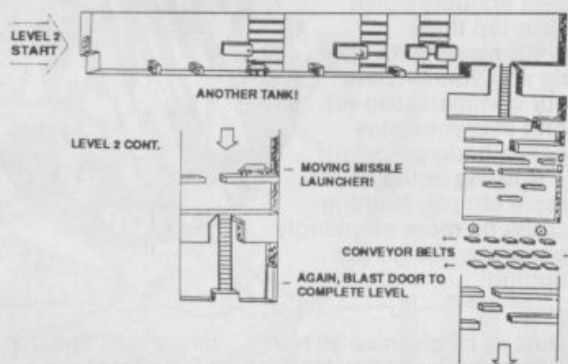 LEVEL 2
START
ANOTHER TANK!
LEVEL 2 CONT.
MOVING MISSILE
LAUNCHER!
CONVEYOR BELTS
AGAIN, BLAST DOOR TO
COMPLETE LEVEL